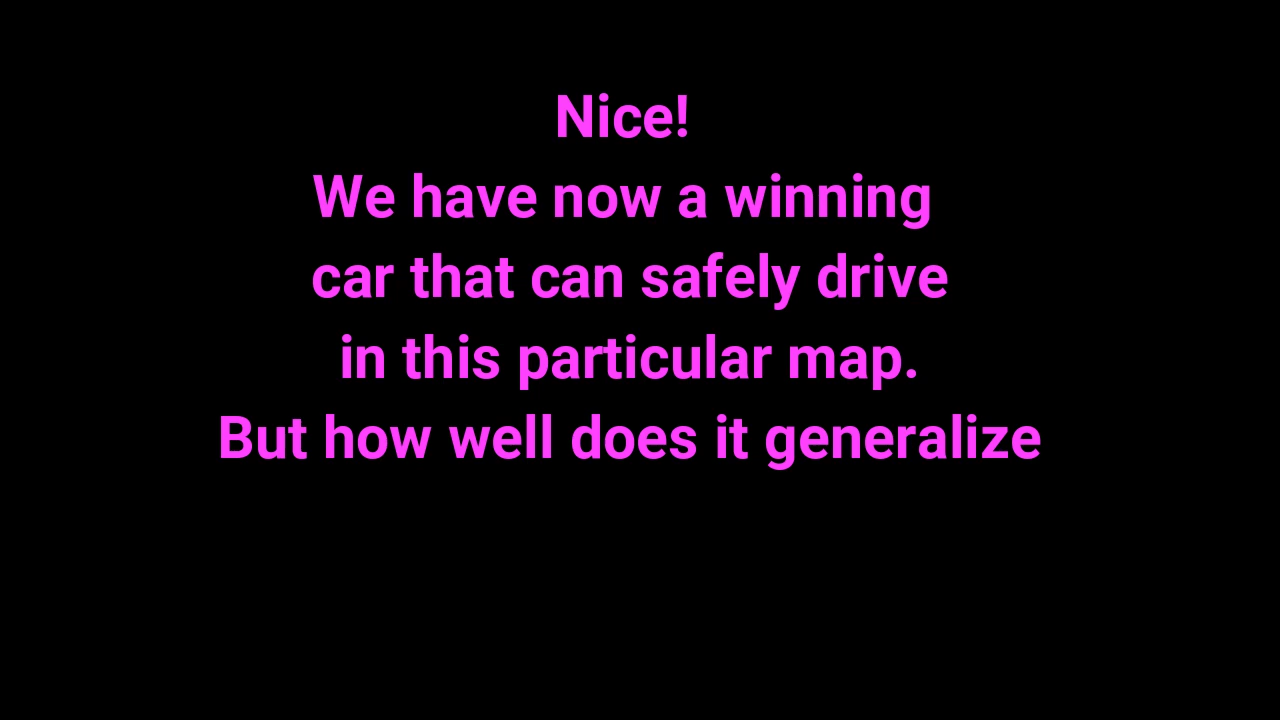 Nice!
We have now a winning
car that can safely drive
in this particular map.
But how well does it generalize